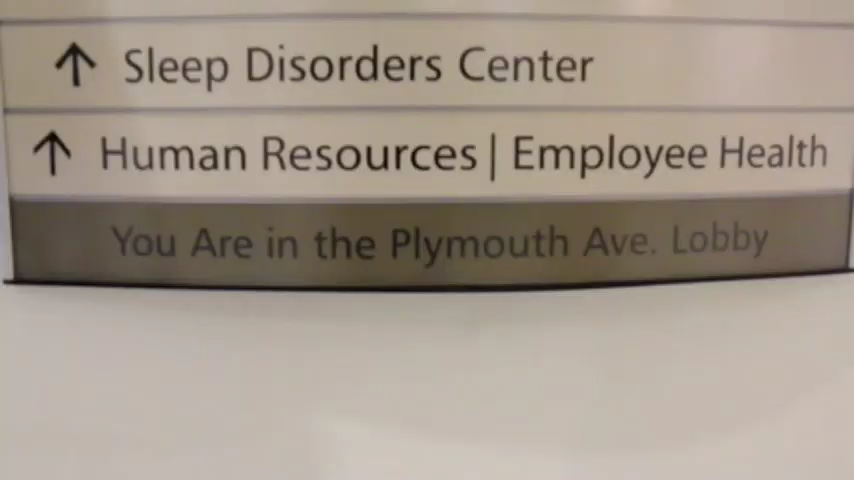 ↑ Sleep Disorders Center
↑ Human Resources | Employee Health
You Are in the Plymouth Ave. Lobby